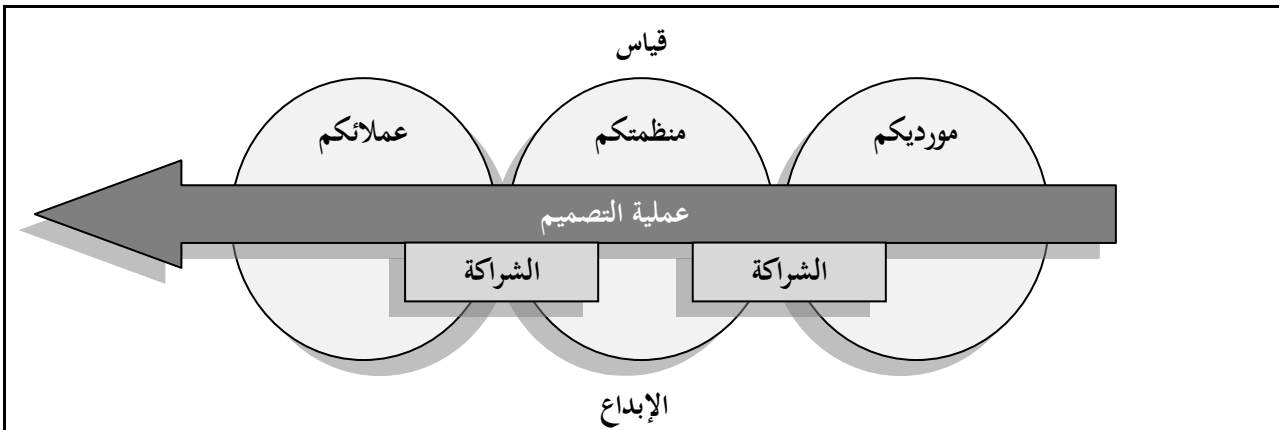 قياس
مورديكم
منظمتكم
عملائكم
عملية التصميم
الشراكة
الشراكة
الإبداع